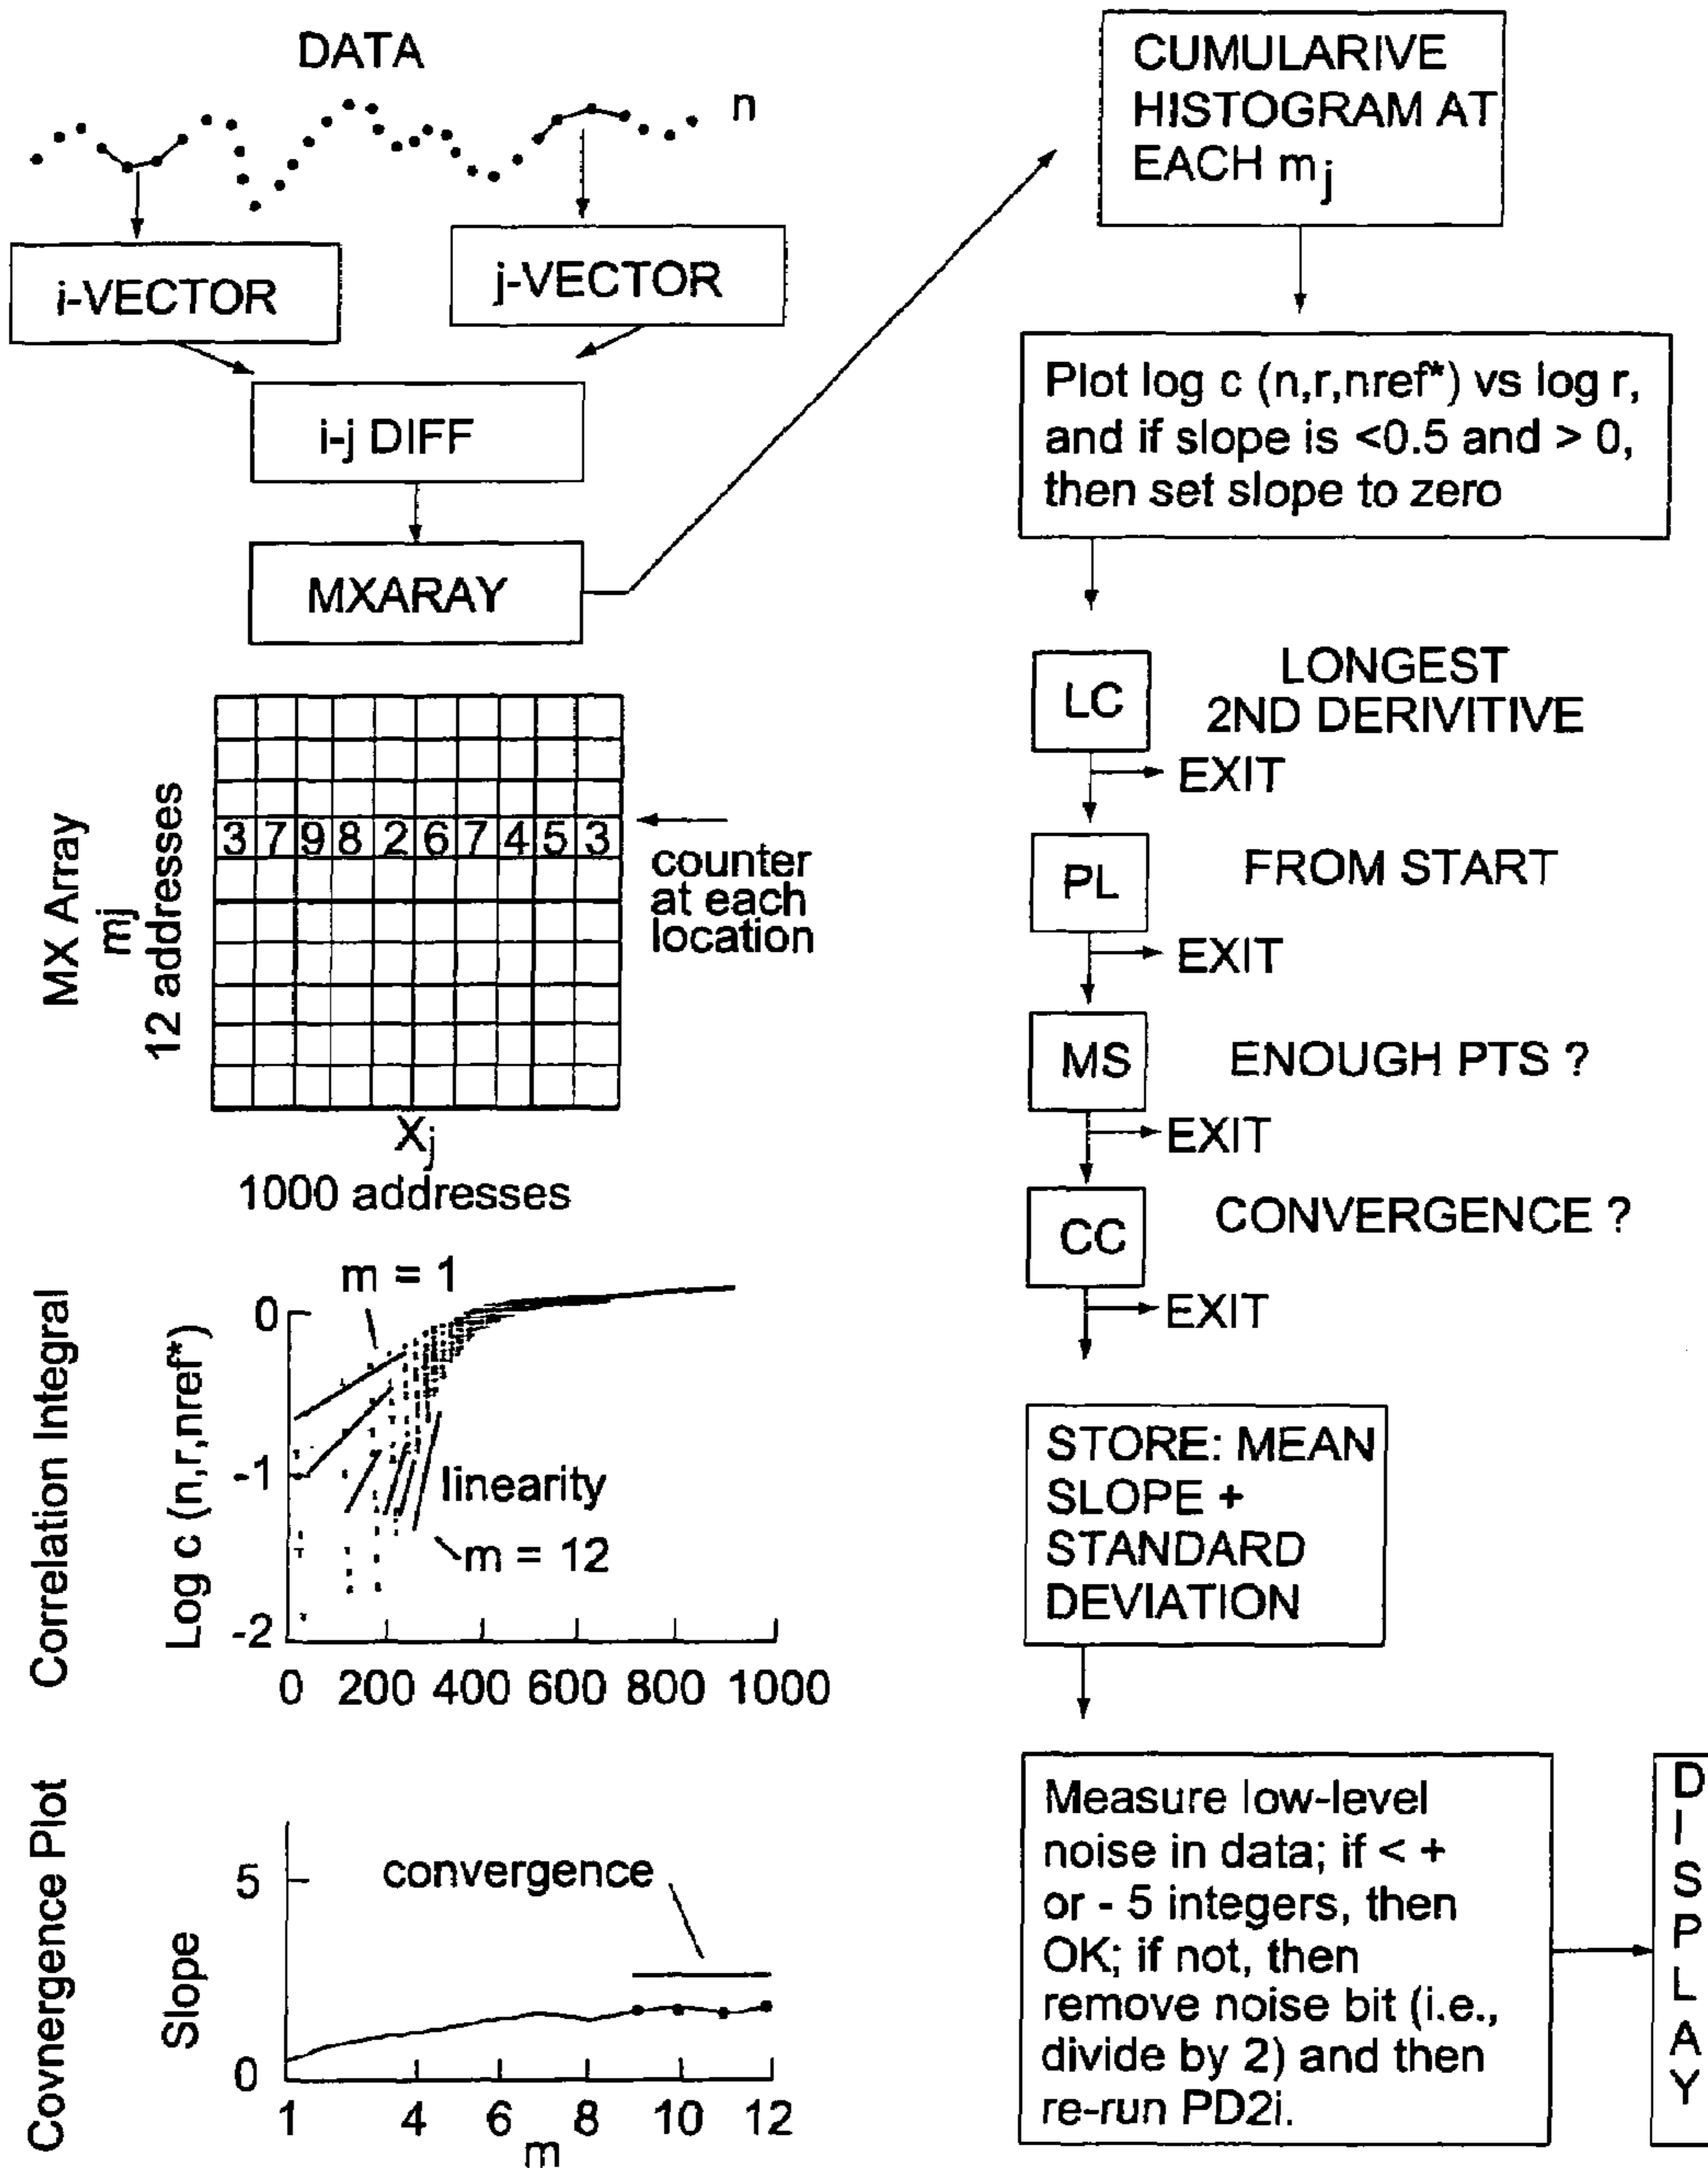 DATA
n
i-VECTOR
j-VECTOR
i-j DIFF
MXARAY
MX Array
mj
12 addresses
3 7 9 8 2 6 7 4 5 3
counter
at each
location
Xj
1000 addresses
Correlation Integral
Log c (n,r,nref*)
m = 1
0
-1
-2
linearity
m = 12
0 200 400 600 800 1000
Covnergence Plot
Slope
5
0
convergence
1 4 6 8 10 12
m
CUMULARIVE
HISTOGRAM AT
EACH mj
Plot log c (n,r,nref*) vs log r,
and if slope is <0.5 and > 0,
then set slope to zero
LC
LONGEST
2ND DERIVITIVE
EXIT
PL
FROM START
EXIT
MS
ENOUGH PTS ?
EXIT
CC
CONVERGENCE ?
EXIT
STORE: MEAN
SLOPE +
STANDARD
DEVIATION
Measure low-level
noise in data; if < +
or - 5 integers, then
OK; if not, then
remove noise bit (i.e.,
divide by 2) and then
re-run PD2i.
DISPLAY